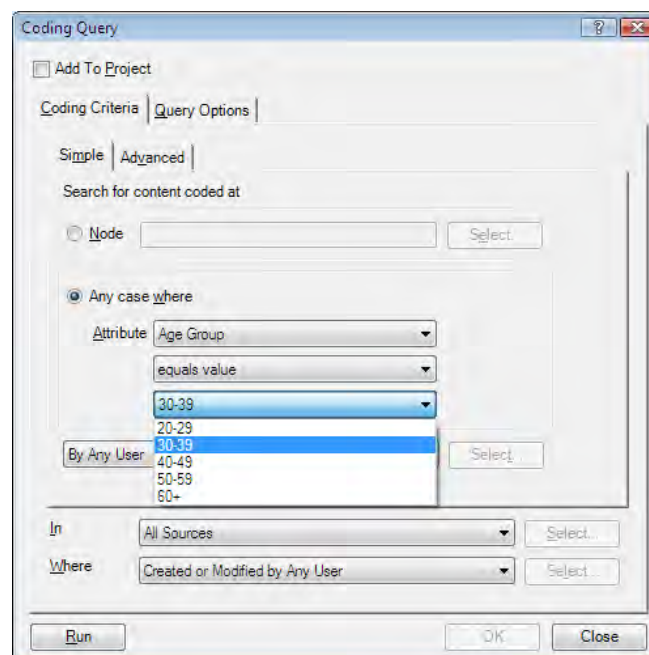 Coding Query
Add To Project
Coding Criteria Query Options
Simple Advanced
Search for content coded at
Node Select
Any case where
Attribute Age Group
equals value
30-39
20-29
30-39
By Any User Select
40-49
50-59
60+
In All Sources Select...
Where Created or Modified by Any User Select...
Run OK Close